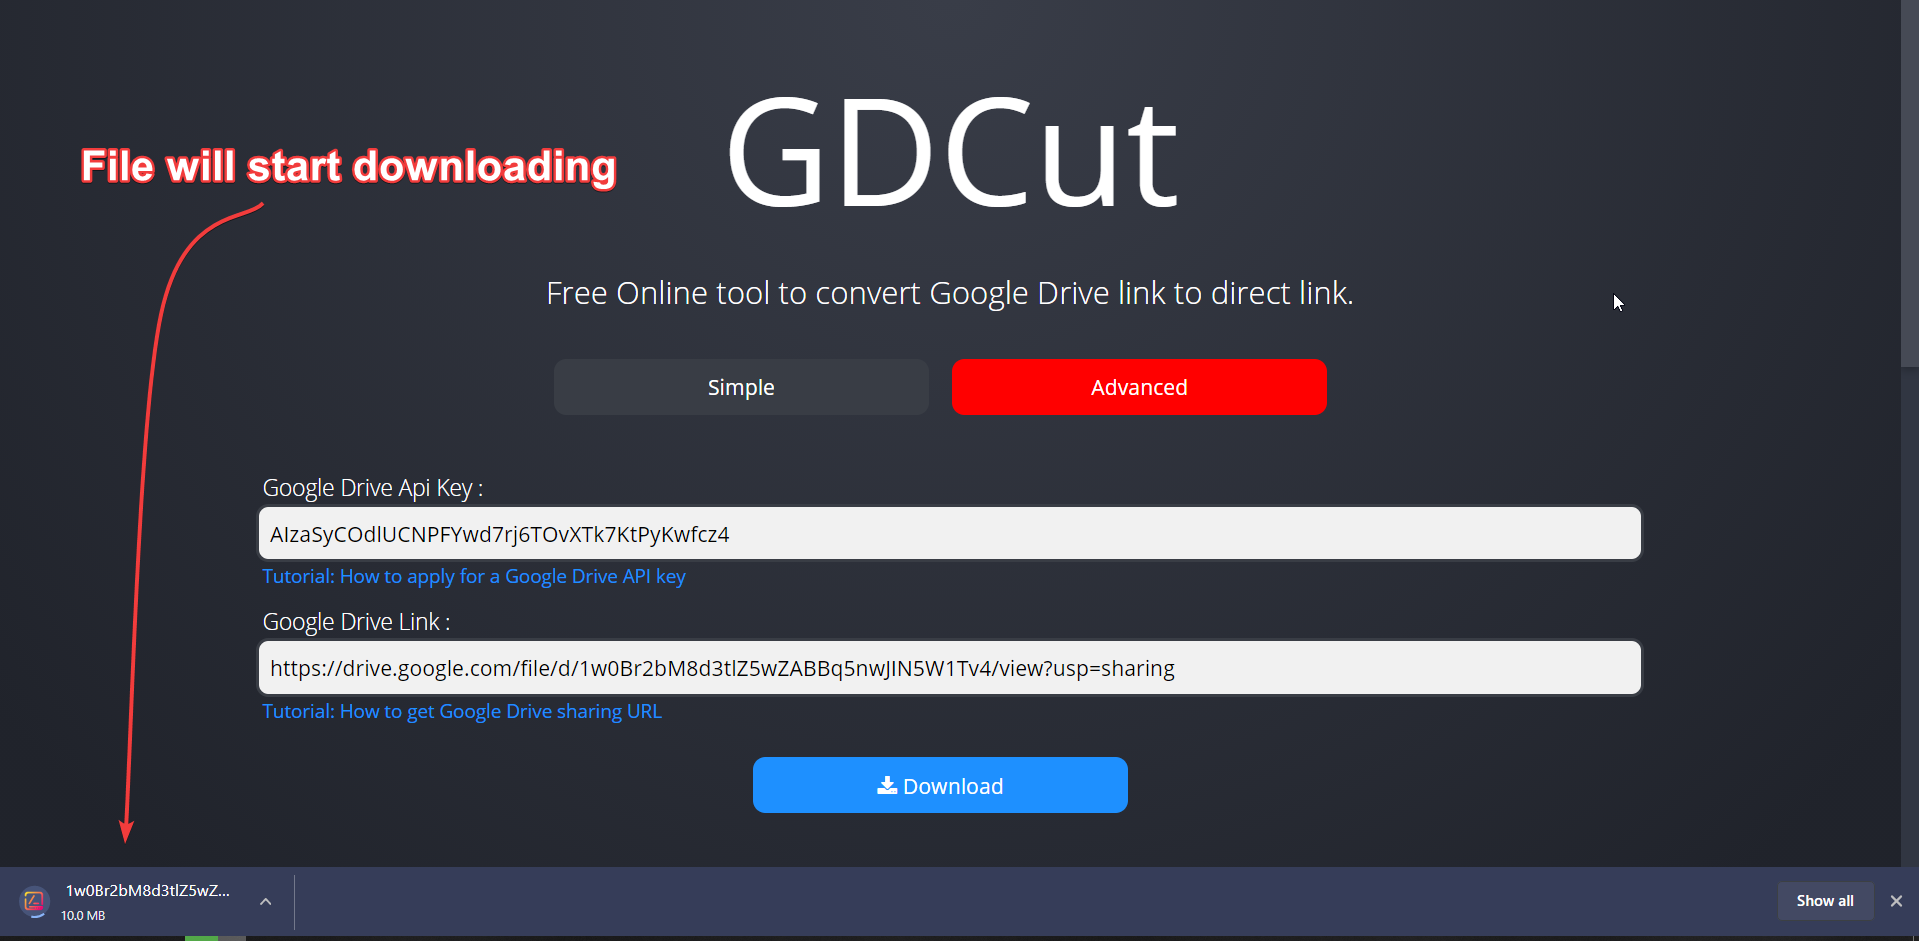 GDCut
File will start downloading
Free Online tool to convert Google Drive link to direct link.
Simple
Advanced
Google Drive Api Key :
AIzaSyCOdlUCNPFYwd7rj6TOvXTk7KtPyKwfcz4
Tutorial: How to apply for a Google Drive API key
Google Drive Link :
https://drive.google.com/file/d/1w0Br2bM8d3tlZ5wZABBq5nwJIN5W1Tv4/view?usp=sharing
Tutorial: How to get Google Drive sharing URL
Download
1w0Br2bM8d3tlZ5wZ...
10.0 MB
Show all